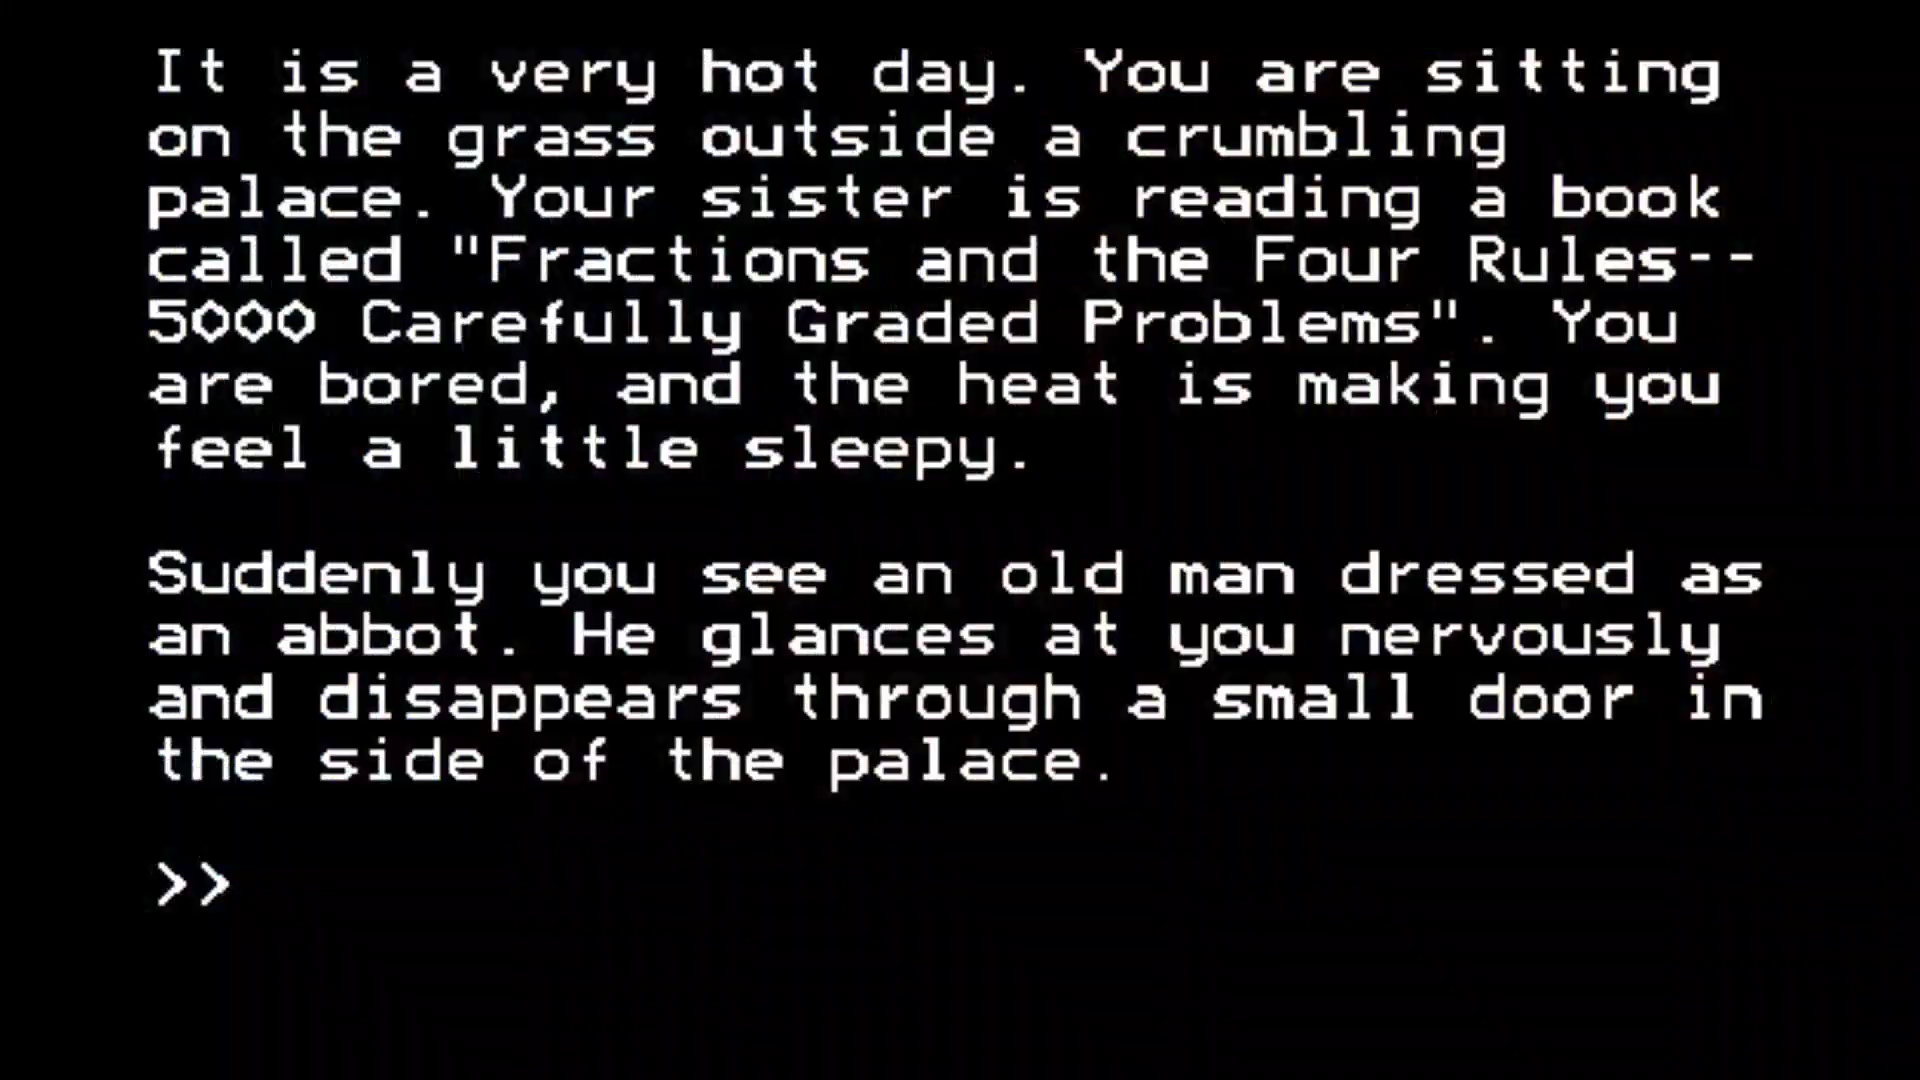 It is a very hot day. You are sitting
on the grass outside a crumbling
palace. Your sister is reading a book
called "Fractions and the Four Rules--
5000 Carefully Graded Problems". You
are bored, and the heat is making you
feel a little sleepy.
Suddenly you see an old man dressed as
an abbot. He glances at you nervously
and disappears through a small door in
the side of the palace.
>>